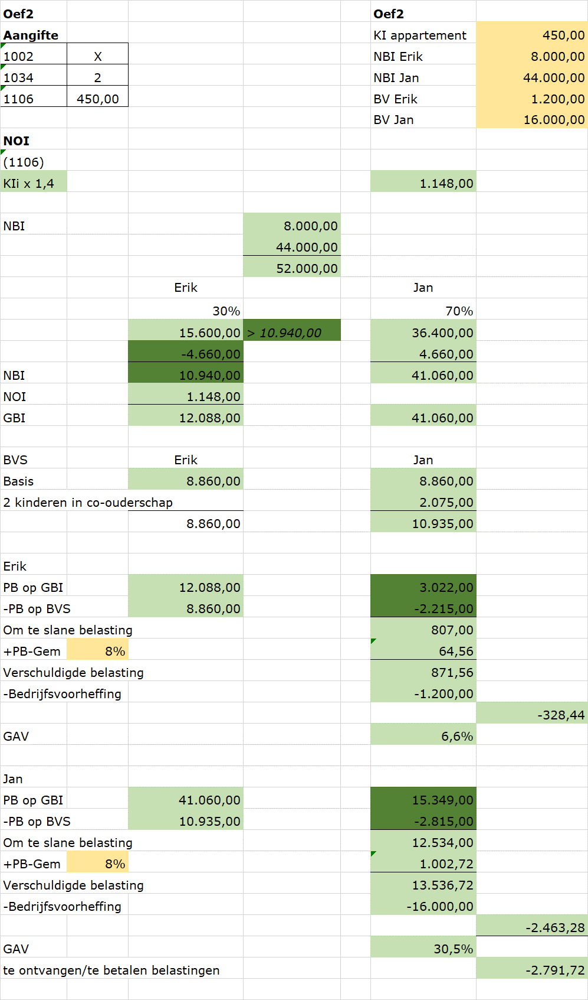 Oef2 Oef2
Aangifte KI appartement 450,00
1002 X NBI Erik 8.000,00
1034 2 NBI Jan 44.000,00
1106 450,00 BV Erik 1.200,00
BV Jan 16.000,00
NOI
(1106)
KIi x 1,4 1.148,00
NBI 8.000,00
44.000,00
52.000,00
Erik Jan
30% 70%
15.600,00 > 10.940,00 36.400,00
-4.660,00 4.660,00
NBI 10.940,00 41.060,00
NOI 1.148,00
GBI 12.088,00 41.060,00
BVS Erik Jan
Basis 8.860,00 8.860,00
2 kinderen in co-ouderschap 2.075,00
8.860,00 10.935,00
Erik
PB op GBI 12.088,00 3.022,00
-PB op BVS 8.860,00 -2.215,00
Om te slane belasting 807,00
+PB-Gem 8% 64,56
Verschuldigde belasting 871,56
-Bedrijfsvoorheffing -1.200,00
-328,44
GAV 6,6%
Jan
PB op GBI 41.060,00 15.349,00
-PB op BVS 10.935,00 -2.815,00
Om te slane belasting 12.534,00
+PB-Gem 8% 1.002,72
Verschuldigde belasting 13.536,72
-Bedrijfsvoorheffing -16.000,00
-2.463,28
GAV 30,5%
te ontvangen/te betalen belastingen -2.791,72